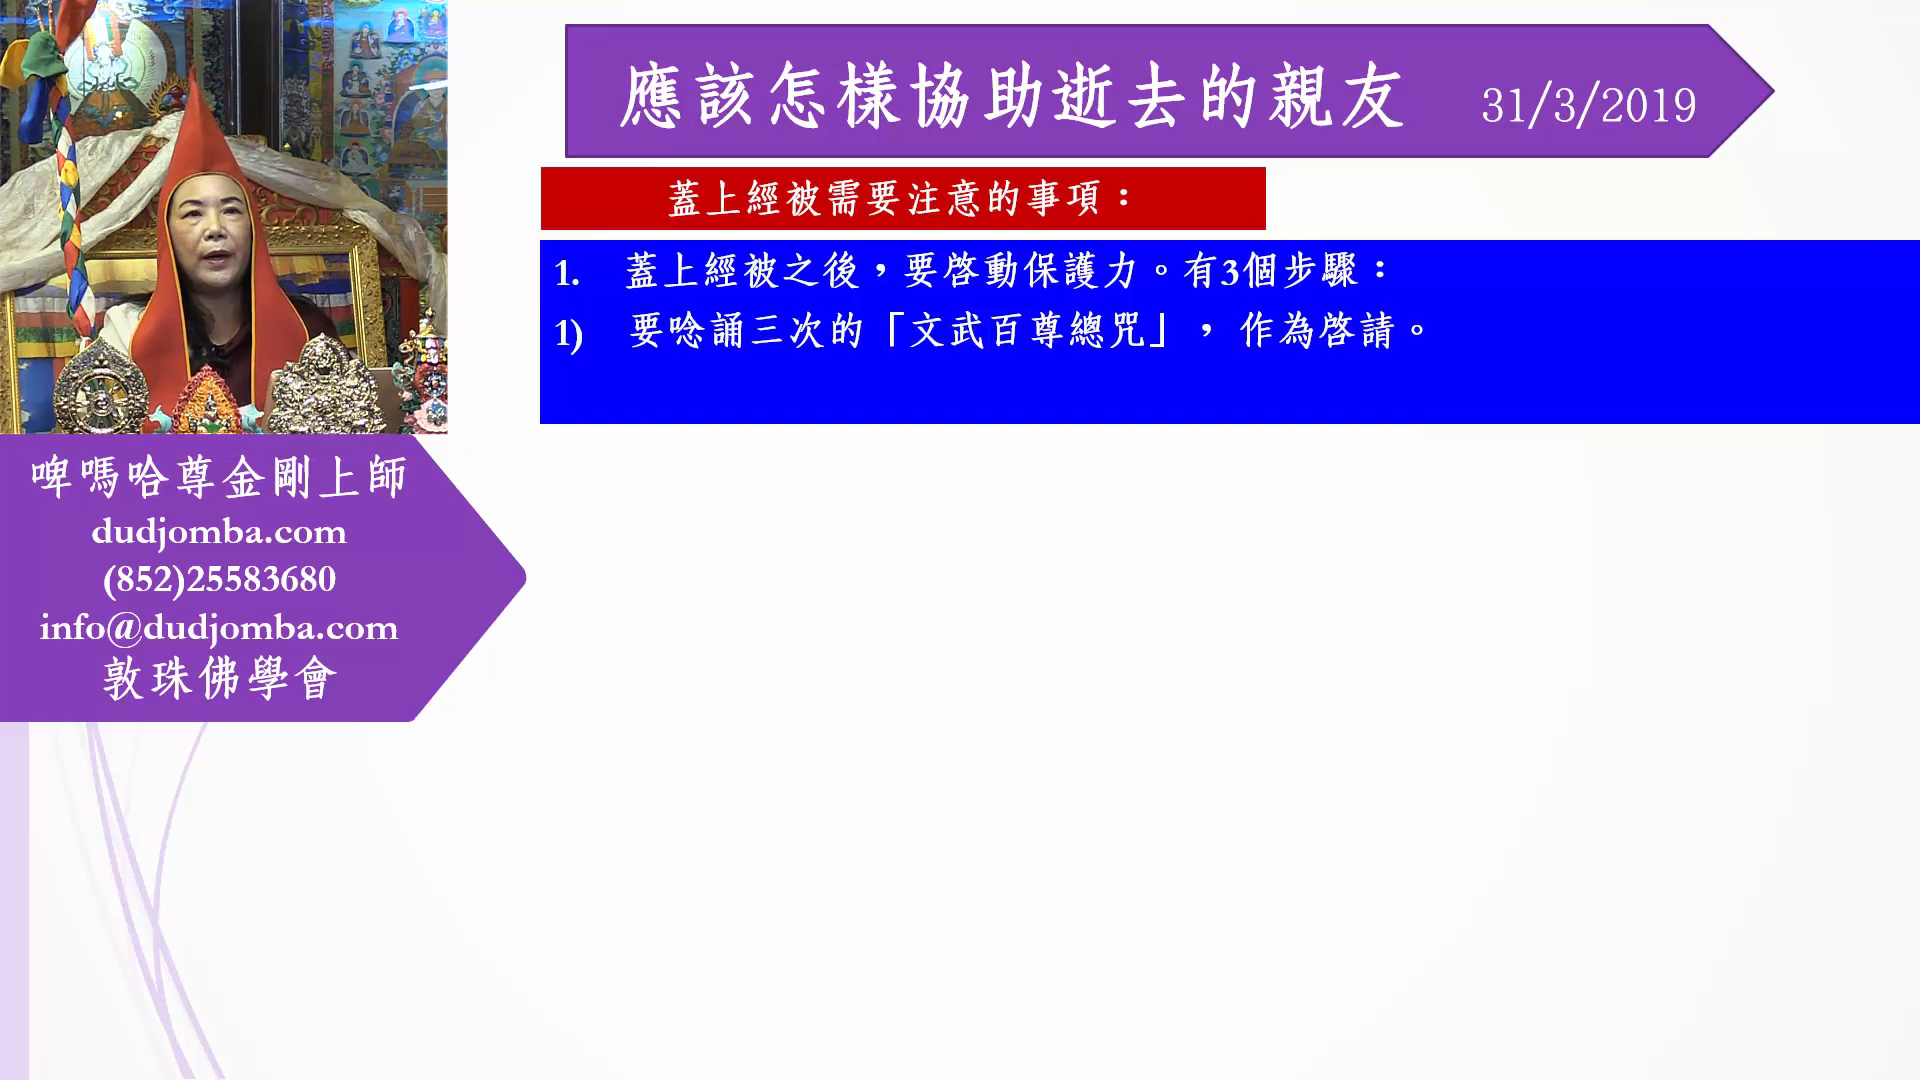 應該怎樣協助逝去的親友 31/3/2019
蓋上經被需要注意的事項：
1. 蓋上經被之後，要啓動保護力。有3個步驟：
1) 要唸誦三次的「文武百尊總咒」， 作為啓請。
啤嗎哈尊金剛上師
dudjomba.com
(852)25583680
info@dudjomba.com
敦珠佛學會